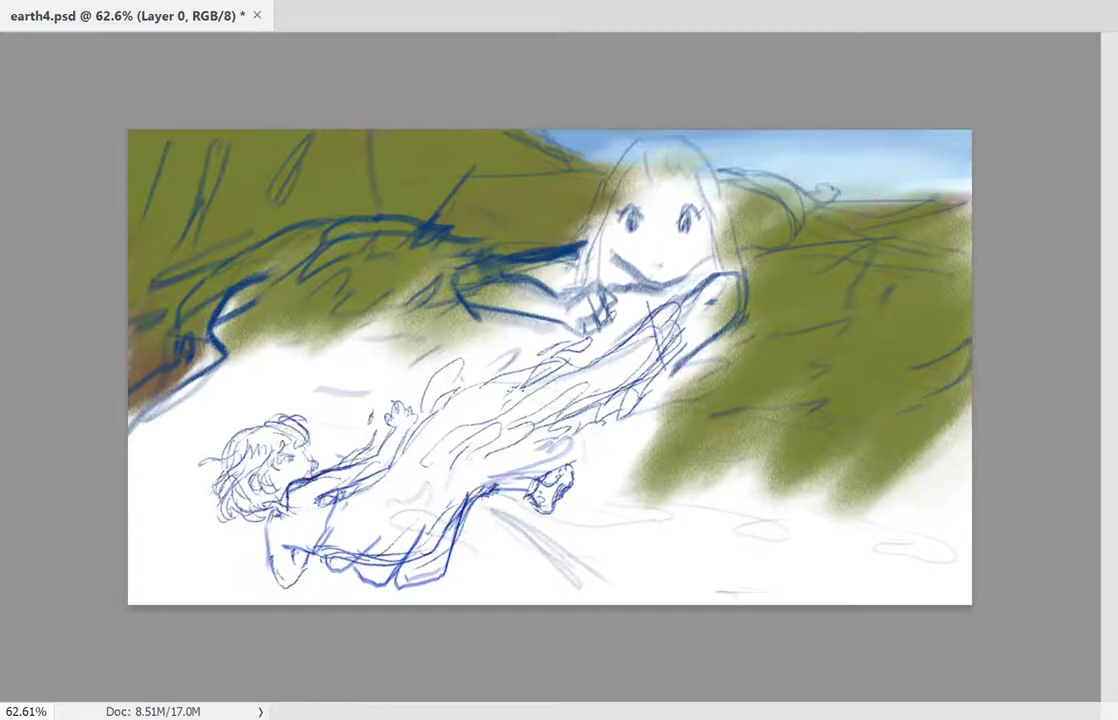 earth4.psd @ 62.6% (Layer 0, RGB/8) * ×
62.61% Doc: 8.51M/17.0M